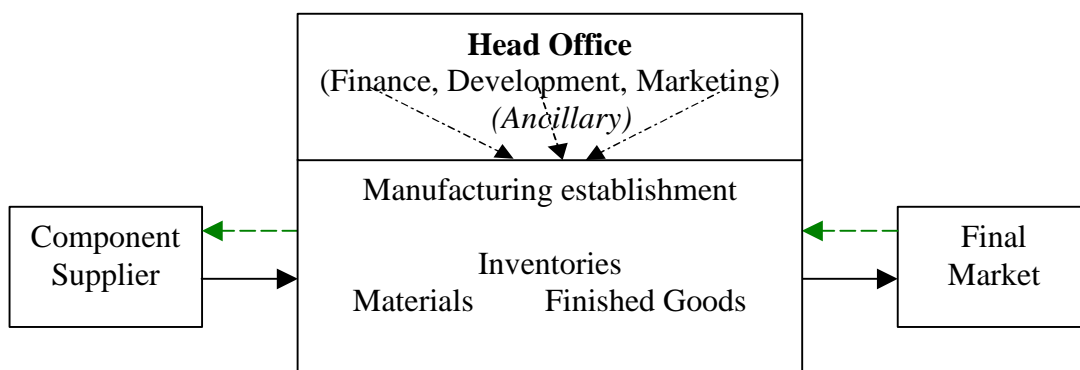 Head Office
(Finance, Development, Marketing)
(Ancillary)
Manufacturing establishment
Component
Supplier
Inventories
Materials Finished Goods
Final
Market